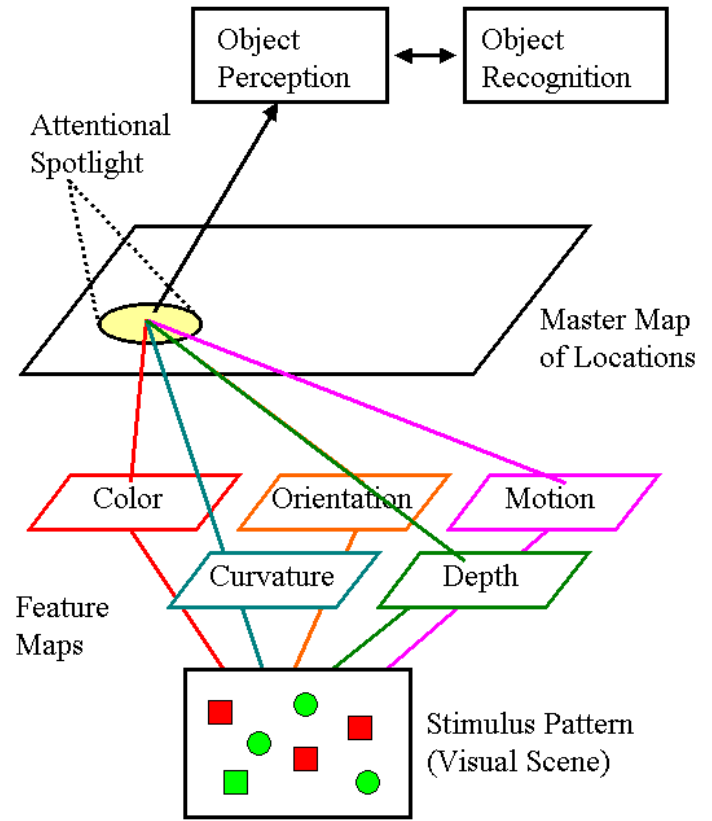 Object
Perception
Object
Recognition
Attentional
Spotlight
Master Map
of Locations
Color
Orientation
Motion
Curvature
Depth
Feature
Maps
Stimulus Pattern
(Visual Scene)